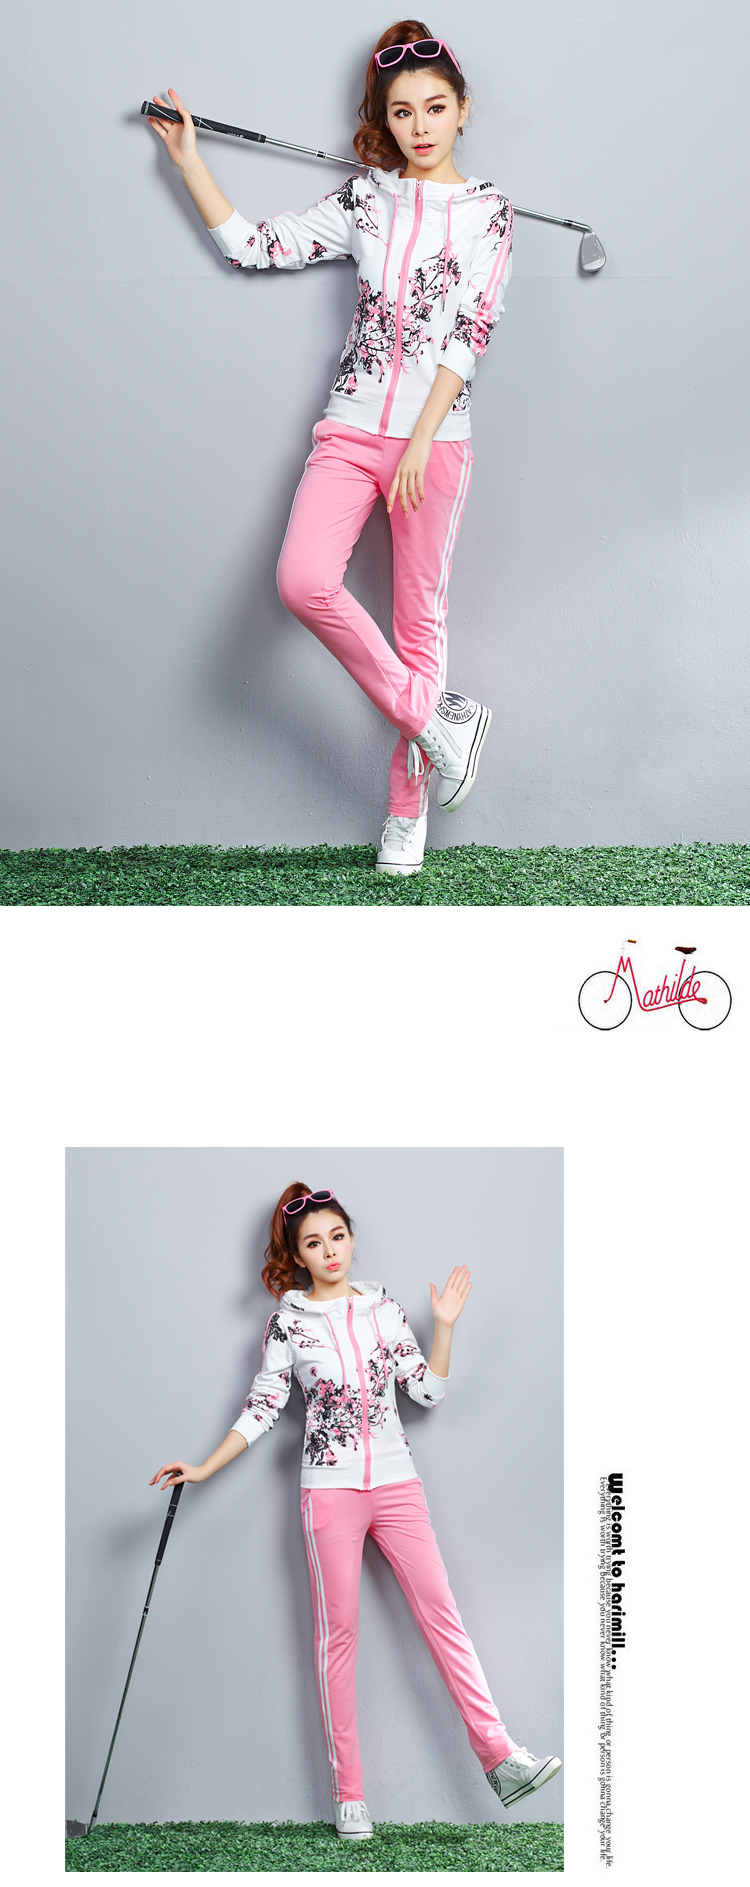 Mathilde
Welcomt to harimill...
Everything is worth trying because you never know what kind of thing or person is gonna change your life.
Everything is worth trying because you never know what kind of thing or person is gonna change your life.